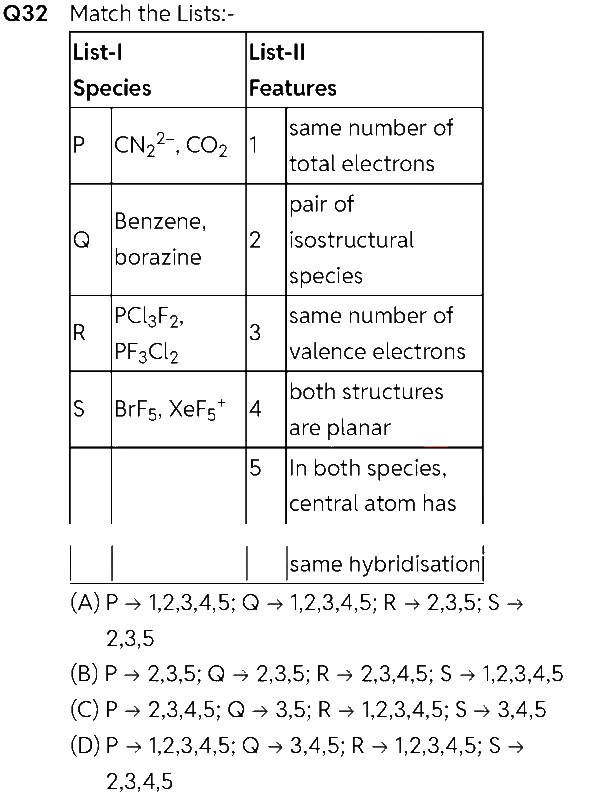 Q32 Match the Lists:-
List-I List-II
Species Features
P CN₂²⁻, CO₂ 1 same number of
total electrons
Q Benzene,
borazine 2 pair of
isostructural
species
R PCl₃F₂,
PF₃Cl₂ 3 same number of
valence electrons
S BrF₅, XeF₅⁺ 4 both structures
are planar
5 In both species,
central atom has
same hybridisation
(A) P → 1,2,3,4,5; Q → 1,2,3,4,5; R → 2,3,5; S →
2,3,5
(B) P → 2,3,5; Q → 2,3,5; R → 2,3,4,5; S → 1,2,3,4,5
(C) P → 2,3,4,5; Q → 3,5; R → 1,2,3,4,5; S → 3,4,5
(D) P → 1,2,3,4,5; Q → 3,4,5; R → 1,2,3,4,5; S →
2,3,4,5